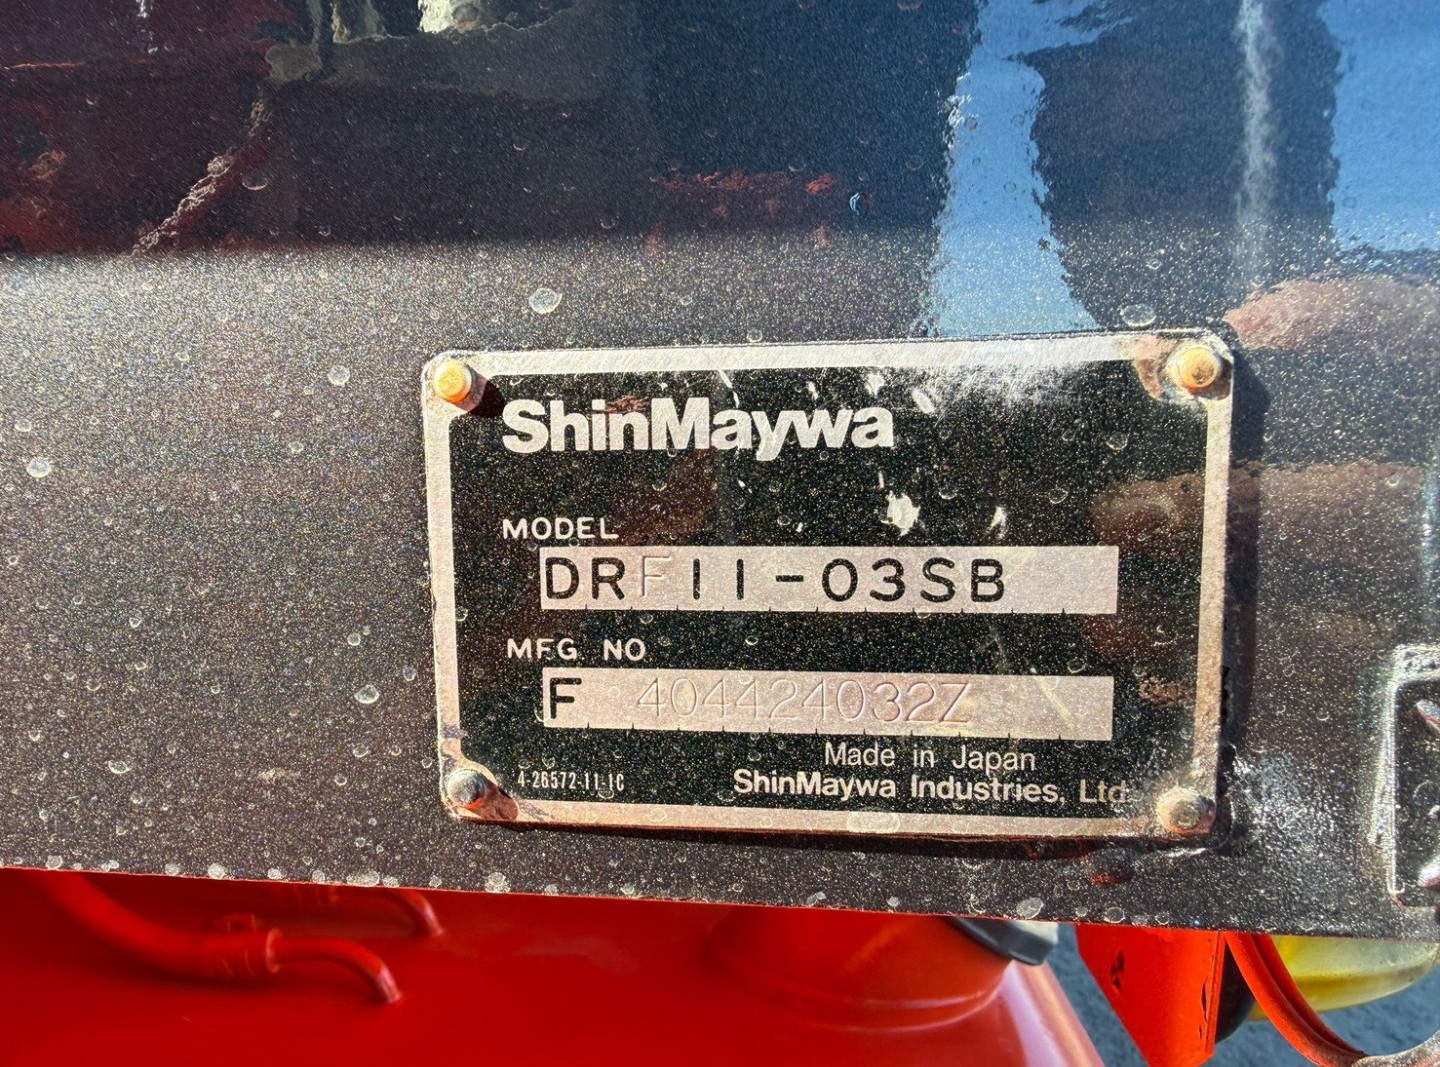 ShinMaywa
MODEL
DRF11-03SB
MFG NO
F 404424032Z
Made in Japan
4-26572-11-1C
ShinMaywa Industries, Ltd